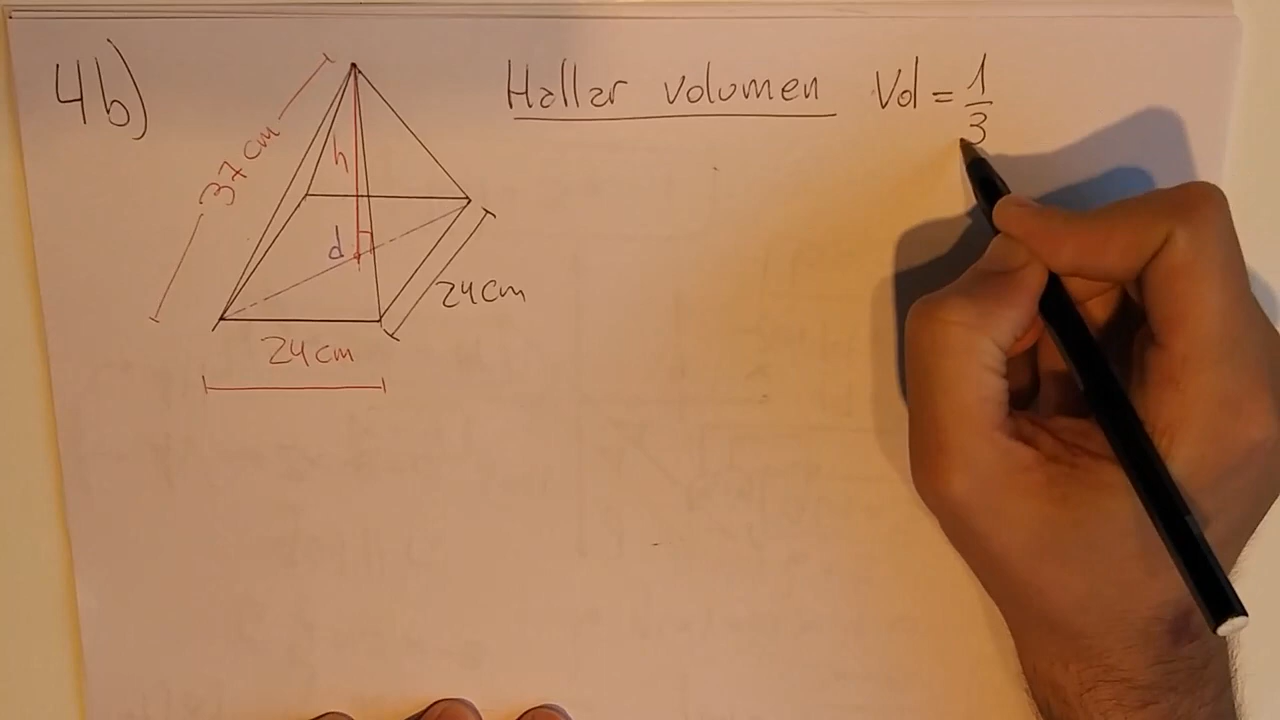 4b) Hallar volumen Vol = 1/3
37 cm
h
d
24 cm
24 cm